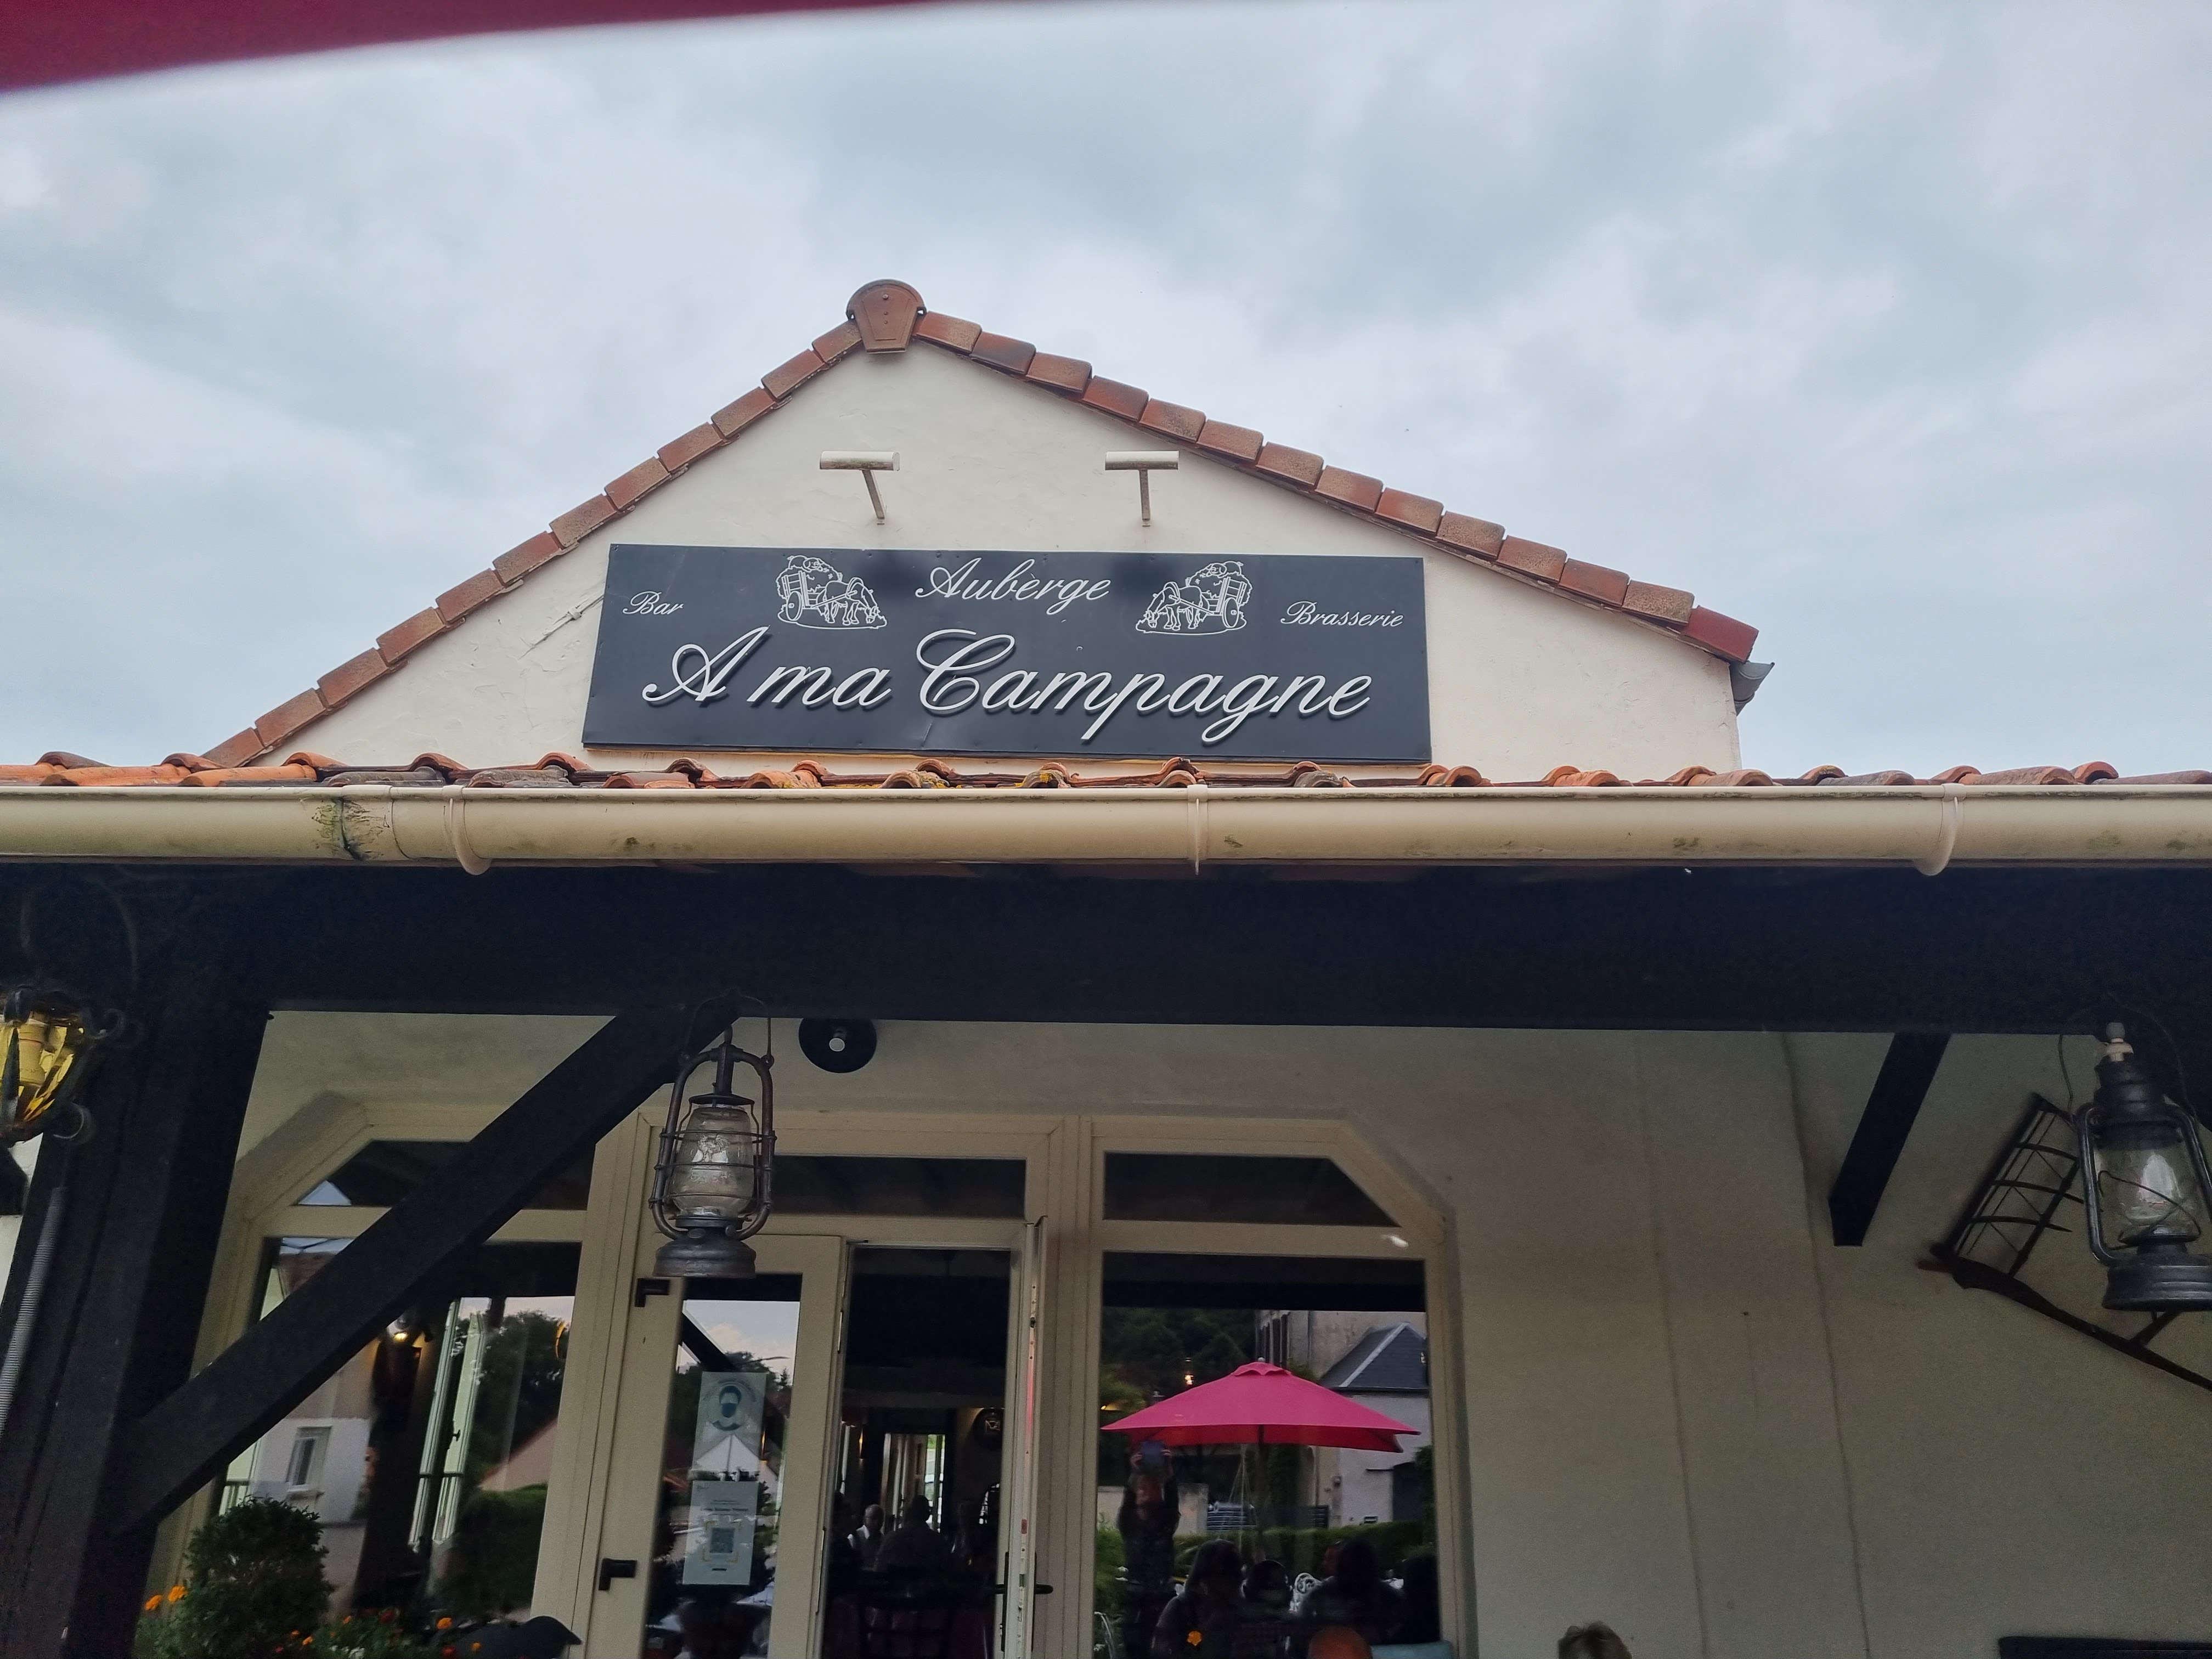 Auberge
Bar
Brasserie
A ma Campagne